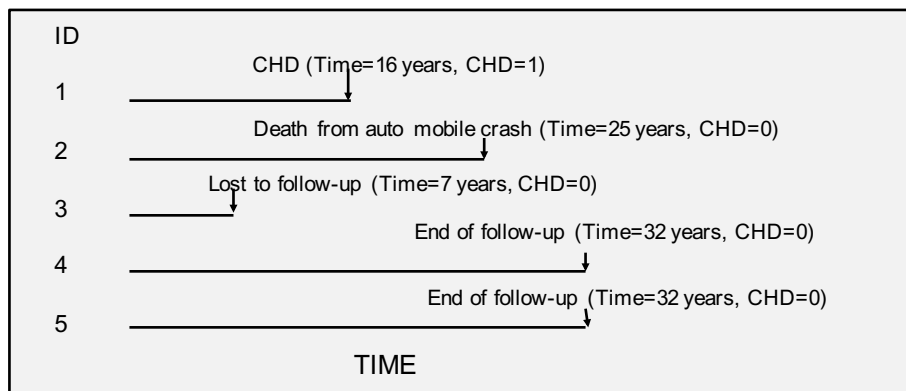 ID
CHD (Time=16 years, CHD=1)
1
Death from auto mobile crash (Time=25 years, CHD=0)
2
Lost to follow-up (Time=7 years, CHD=0)
3
End of follow-up (Time=32 years, CHD=0)
4
End of follow-up (Time=32 years, CHD=0)
5
TIME